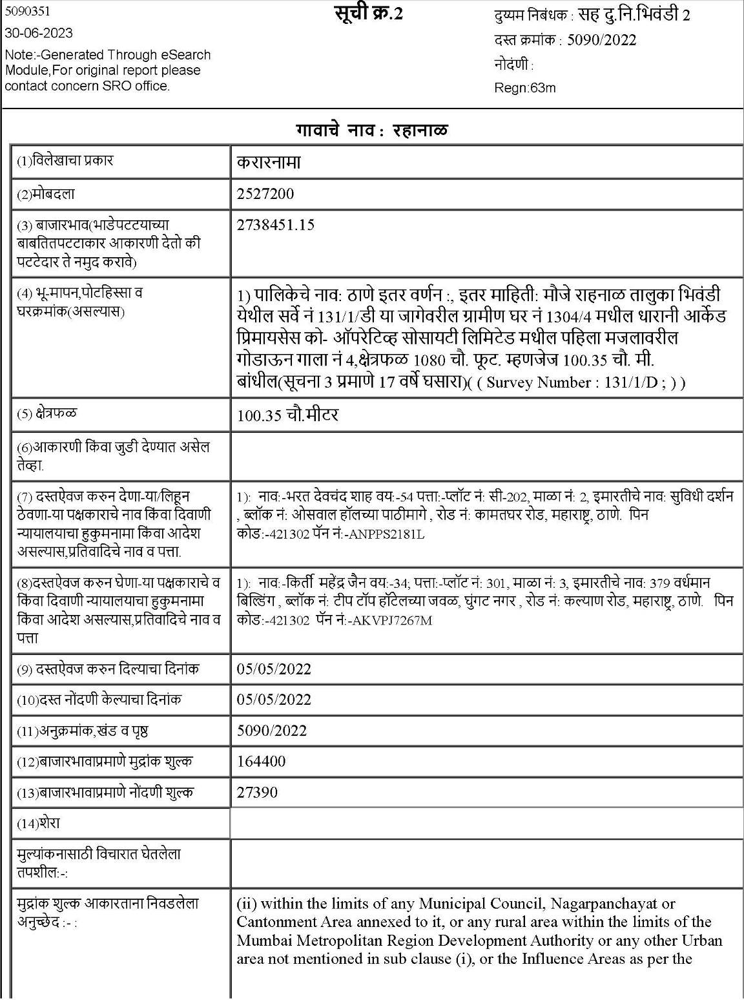 5090351
30-06-2023
Note:-Generated Through eSearch
Module,For original report please
contact concern SRO office.
सूची क्र.2
दुय्यम निबंधक : सह दु.नि.भिवंडी 2
दस्त क्रमांक : 5090/2022
नोदंणी :
Regn:63m
गावाचे नाव : रहानाळ
(1)विलेखाचा प्रकार
करारनामा
(2)मोबदला
2527200
(3) बाजारभाव(भाडेपटटयाच्या
बाबतितपटटाकार आकारणी देतो की
पटटेदार ते नमुद करावे)
2738451.15
(4) भू-मापन,पोटहिस्सा व
घरक्रमांक(असल्यास)
1) पालिकेचे नाव: ठाणे इतर वर्णन :, इतर माहिती: मौजे राहनाळ तालुका भिवंडी
येथील सर्वे नं 131/1/डी या जागेवरील ग्रामीण घर नं 1304/4 मधील धारानी आर्केड
प्रिमायसेस को- ऑपरेटिव्ह सोसायटी लिमिटेड मधील पहिला मजलावरील
गोडाऊन गाला नं 4,क्षेत्रफळ 1080 चौ. फूट. म्हणजेज 100.35 चौ. मी.
बांधील(सूचना 3 प्रमाणे 17 वर्षे घसारा)( ( Survey Number : 131/1/D ; ) )
(5) क्षेत्रफळ
100.35 चौ.मीटर
(6)आकारणी किंवा जुडी देण्यात असेल
तेव्हा.
(7) दस्तऐवज करुन देणा-या/लिहून
ठेवणा-या पक्षकाराचे नाव किंवा दिवाणी
न्यायालयाचा हुकुमनामा किंवा आदेश
असल्यास,प्रतिवादिचे नाव व पत्ता.
1): नाव:-भरत देवचंद शाह वय:-54 पत्ता:-प्लॉट नं: सी-202, माळा नं: 2, इमारतीचे नाव: सुविधी दर्शन
, ब्लॉक नं: ओसवाल हॉलच्या पाठीमागे , रोड नं: कामतघर रोड, महाराष्ट्र, ठाणे. पिन
कोड:-421302 पॅन नं:-ANPPS2181L
(8)दस्तऐवज करुन घेणा-या पक्षकाराचे व
किंवा दिवाणी न्यायालयाचा हुकुमनामा
किंवा आदेश असल्यास,प्रतिवादिचे नाव व
पत्ता
1): नाव:-किर्ती महेंद्र जैन वय:-34; पत्ता:-प्लॉट नं: 301, माळा नं: 3, इमारतीचे नाव: 379 वर्धमान
बिल्डिंग , ब्लॉक नं: टीप टॉप हॉटेलच्या जवळ, घुंगट नगर , रोड नं: कल्याण रोड, महाराष्ट्र, ठाणे. पिन
कोड:-421302 पॅन नं:-AKVPJ7267M
(9) दस्तऐवज करुन दिल्याचा दिनांक
05/05/2022
(10)दस्त नोंदणी केल्याचा दिनांक
05/05/2022
(11)अनुक्रमांक,खंड व पृष्ठ
5090/2022
(12)बाजारभावाप्रमाणे मुद्रांक शुल्क
164400
(13)बाजारभावाप्रमाणे नोंदणी शुल्क
27390
(14)शेरा
मुल्यांकनासाठी विचारात घेतलेला
तपशील:-:
मुद्रांक शुल्क आकारताना निवडलेला
अनुच्छेद :- :
(ii) within the limits of any Municipal Council, Nagarpanchayat or
Cantonment Area annexed to it, or any rural area within the limits of the
Mumbai Metropolitan Region Development Authority or any other Urban
area not mentioned in sub clause (i), or the Influence Areas as per the